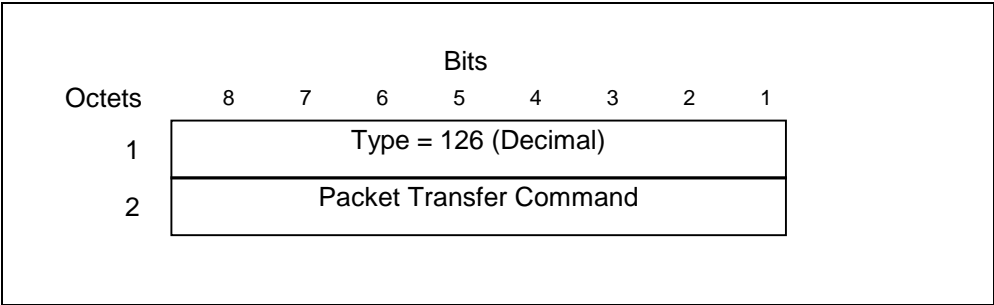 Bits
Octets 8 7 6 5 4 3 2 1
1 Type = 126 (Decimal)
2 Packet Transfer Command